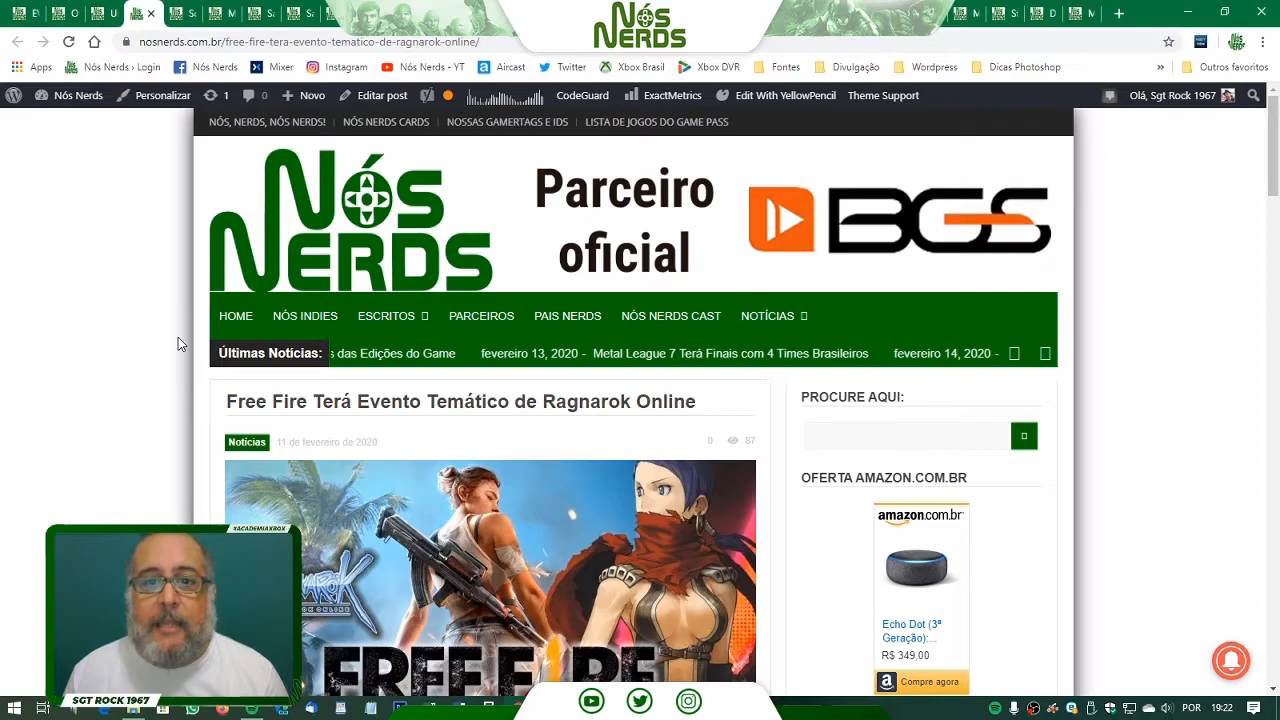 NÓS
NERDS
nosnerds.com.br/free-fire-tera-evento-tematico-de-ragnarok-online/
Apps Nós Nerds › Login Nós Nerds Mixer Instagram Nós Nerds - YT Aircast Twitter Xbox Brasil Xbox DVR Fontes Divulgação Wordpress Dicas Photoshop » Outros favoritos
Nós Nerds Personalizar 1 0 Novo Editar post CodeGuard ExactMetrics Edit With YellowPencil Theme Support Olá, Sgt Rock 1967
NÓS, NERDS, NÓS NERDS! NÓS NERDS CARDS NOSSAS GAMERTAGS E IDS LISTA DE JOGOS DO GAME PASS
NÓS
NERDS
Parceiro
oficial
BGS
HOME NÓS INDIES ESCRITOS PARCEIROS PAIS NERDS NÓS NERDS CAST NOTÍCIAS
Últimas Notícias: s das Edições do Game fevereiro 13, 2020 - Metal League 7 Terá Finais com 4 Times Brasileiros fevereiro 14, 2020 -
Free Fire Terá Evento Temático de Ragnarok Online
Notícias 11 de fevereiro de 2020 0 87
PROCURE AQUI:
OFERTA AMAZON.COM.BR
amazon.com.br
Echo Dot (3ª
Geração):...
R$ 349,00
Compre agora
FREE FIRE
#ACADEMIAXBOX
SGT ROCK 1967
POR 19:22